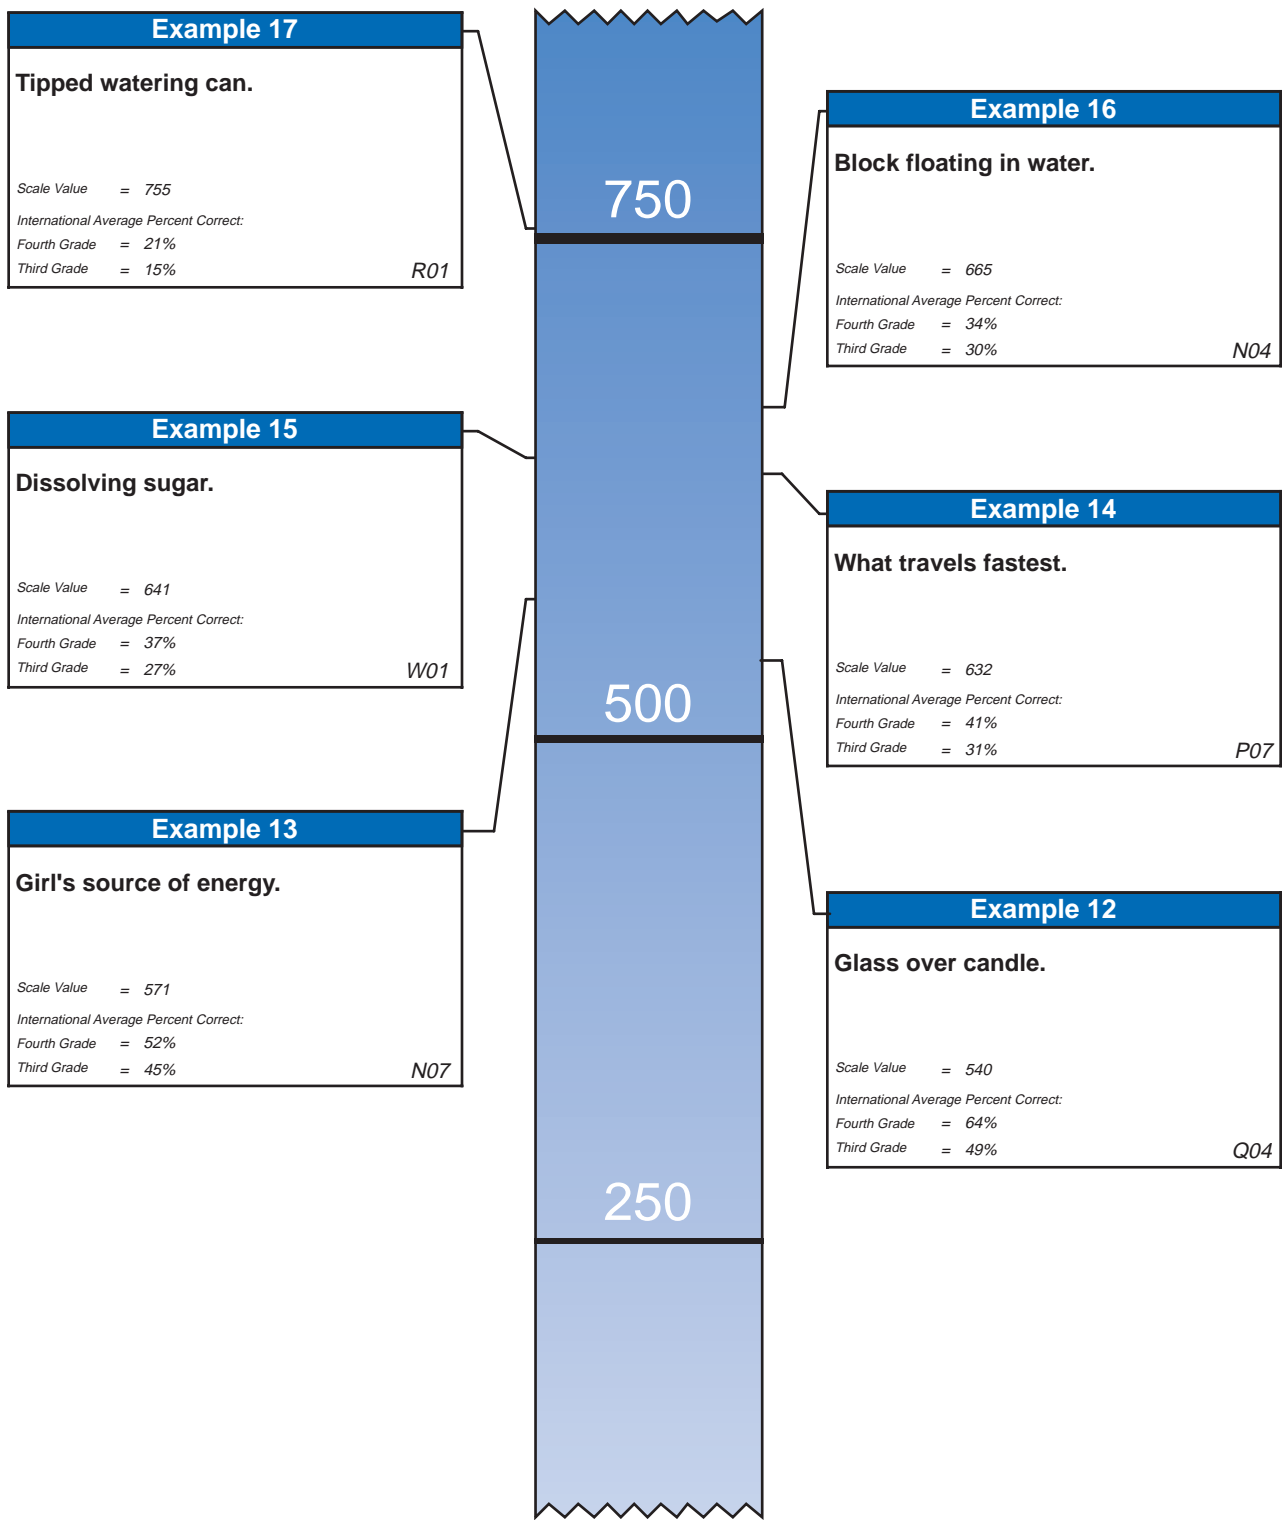 Example 17
Tipped watering can.
Scale Value = 755
International Average Percent Correct:
Fourth Grade = 21%
Third Grade = 15%
R01
Example 15
Dissolving sugar.
Scale Value = 641
International Average Percent Correct:
Fourth Grade = 37%
Third Grade = 27%
W01
Example 13
Girl's source of energy.
Scale Value = 571
International Average Percent Correct:
Fourth Grade = 52%
Third Grade = 45%
N07
750
500
250
Example 16
Block floating in water.
Scale Value = 665
International Average Percent Correct:
Fourth Grade = 34%
Third Grade = 30%
N04
Example 14
What travels fastest.
Scale Value = 632
International Average Percent Correct:
Fourth Grade = 41%
Third Grade = 31%
P07
Example 12
Glass over candle.
Scale Value = 540
International Average Percent Correct:
Fourth Grade = 64%
Third Grade = 49%
Q04